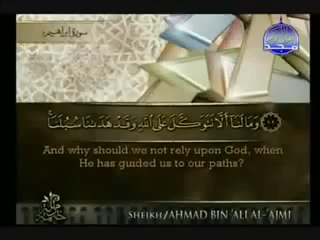 سورة إبراهيم
وَمَا لَنَا أَلَّا نَتَوَكَّلَ عَلَى اللَّهِ وَقَدْ هَدَانَا سُبُلَنَا ۚ
And why should we not rely upon God, when
He has guided us to our paths?
SHEIKH/AHMAD BIN 'ALI AL-'AJMI